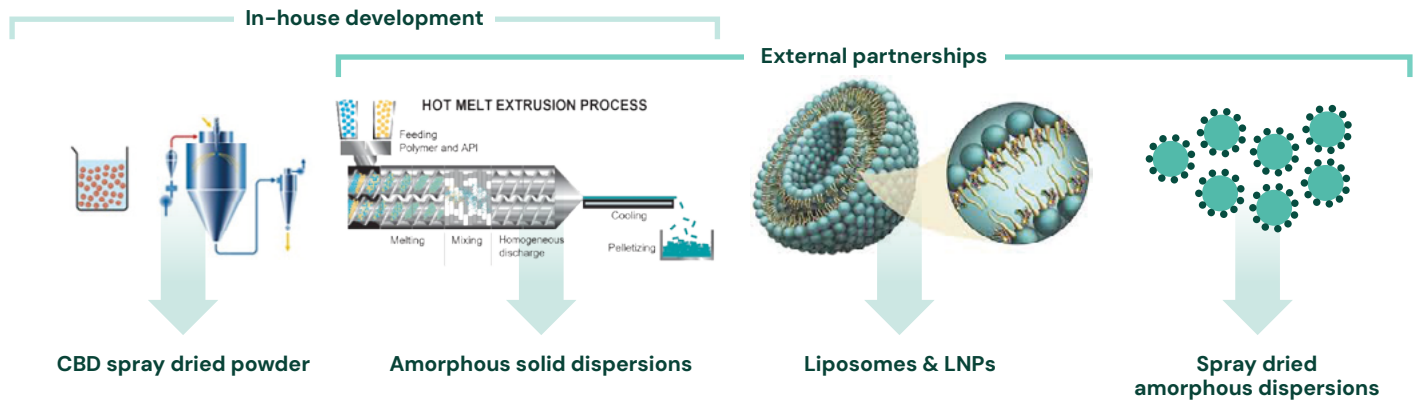 In-house development
External partnerships
HOT MELT EXTRUSION PROCESS
Feeding
Polymer and API
Melting
Mixing
Homogeneous
discharge
Cooling
Pelletizing
CBD spray dried powder
Amorphous solid dispersions
Liposomes & LNPs
Spray dried
amorphous dispersions